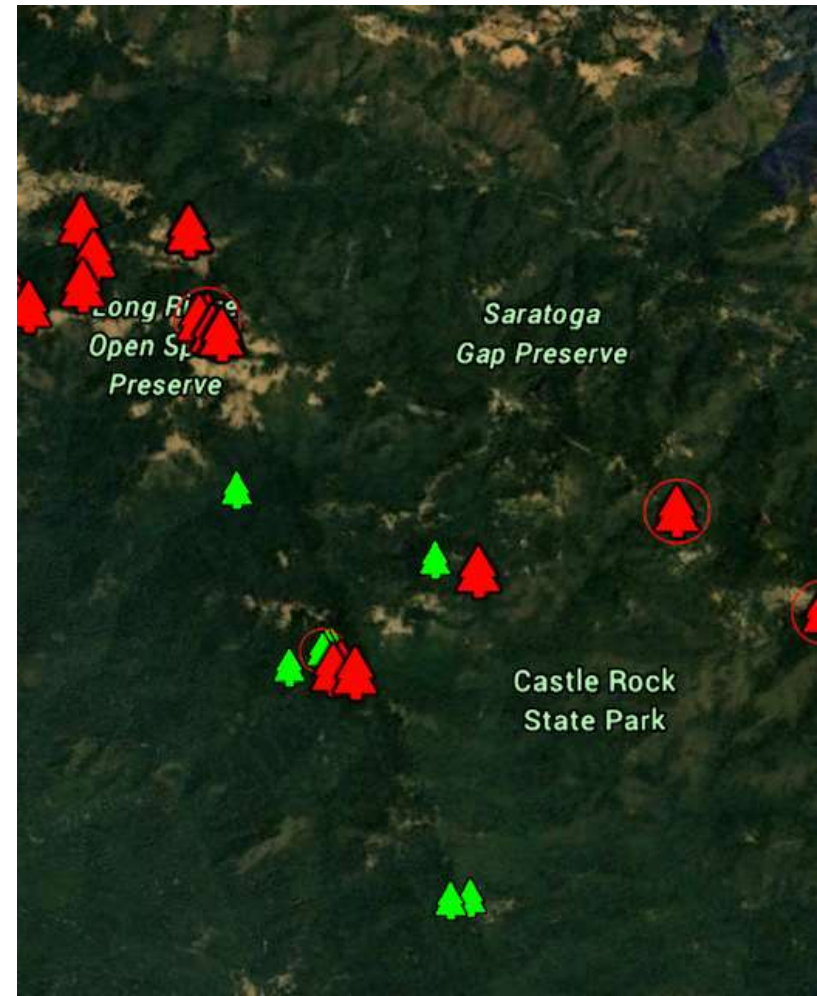 Long
Open
Preserve
Saratoga
Gap Preserve
Castle Rock
State Park